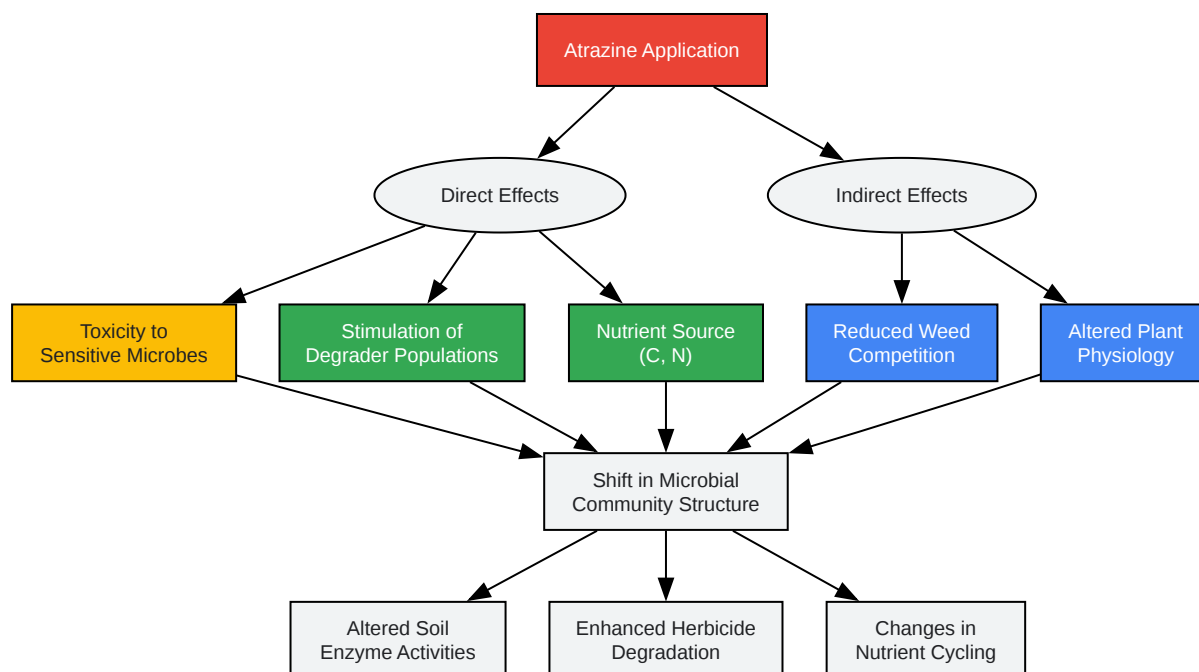 Atrazine Application
Direct Effects
Indirect Effects
Toxicity to
Sensitive Microbes
Stimulation of
Degrader Populations
Nutrient Source
(C, N)
Reduced Weed
Competition
Altered Plant
Physiology
Shift in Microbial
Community Structure
Altered Soil
Enzyme Activities
Enhanced Herbicide
Degradation
Changes in
Nutrient Cycling